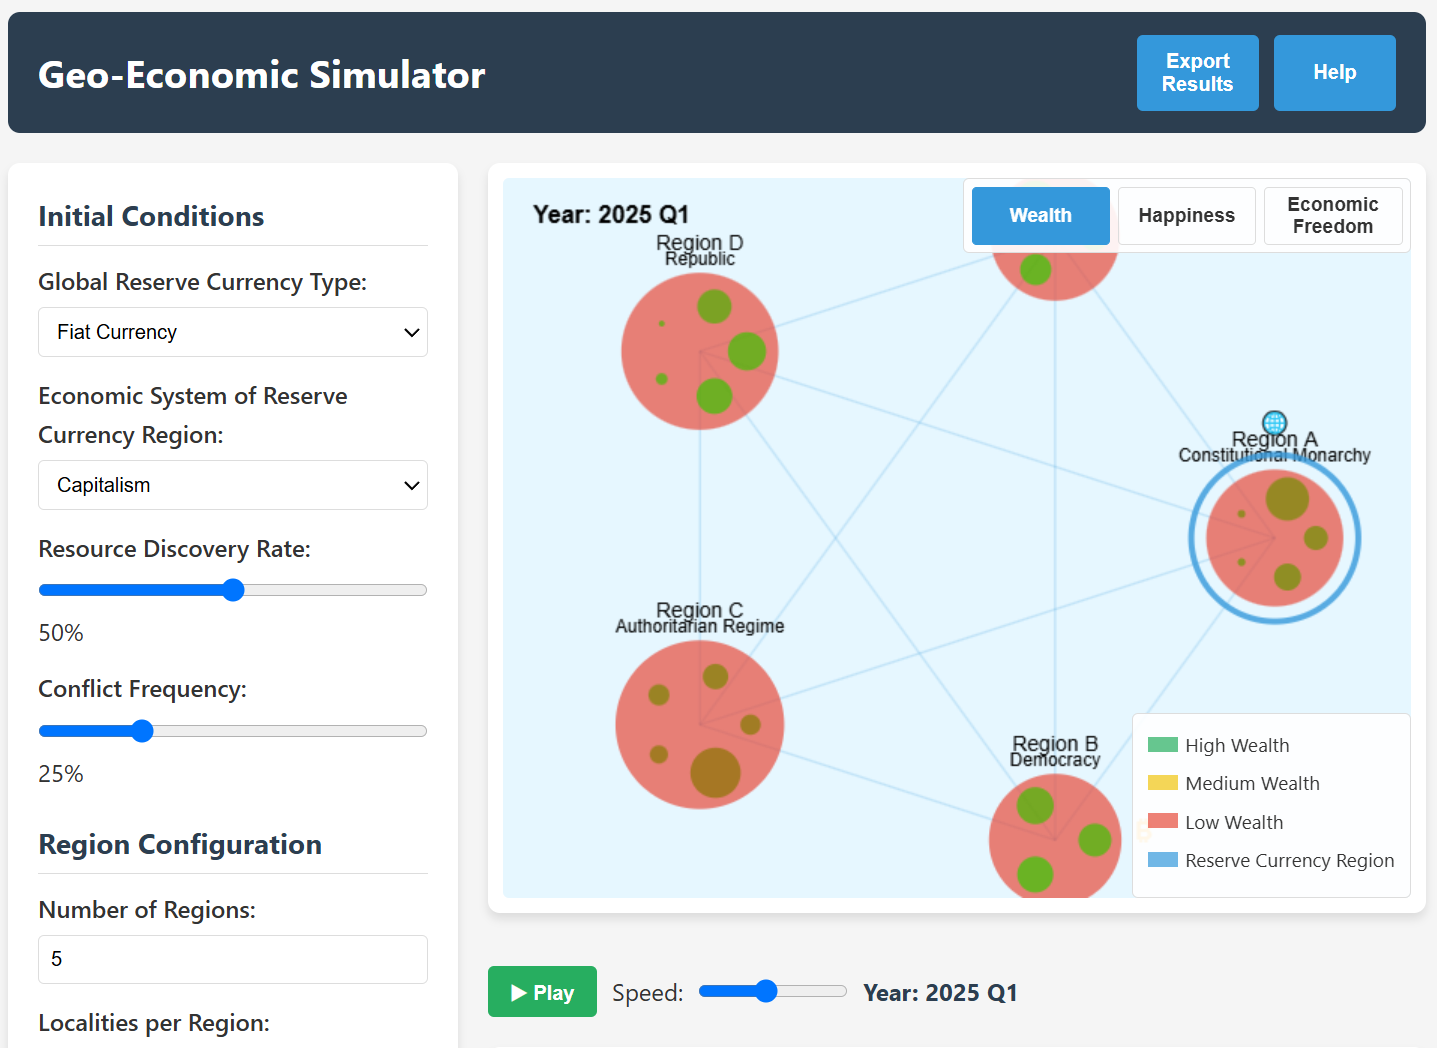 Geo-Economic Simulator
Export
Results
Help
Initial Conditions
Global Reserve Currency Type:
Fiat Currency
Economic System of Reserve
Currency Region:
Capitalism
Resource Discovery Rate:
50%
Conflict Frequency:
25%
Region Configuration
Number of Regions:
5
Localities per Region:
Year: 2025 Q1
Wealth
Happiness
Economic
Freedom
Region D
Republic
Region A
Constitutional Monarchy
Region C
Authoritarian Regime
Region B
Democracy
High Wealth
Medium Wealth
Low Wealth
Reserve Currency Region
Play
Speed:
Year: 2025 Q1